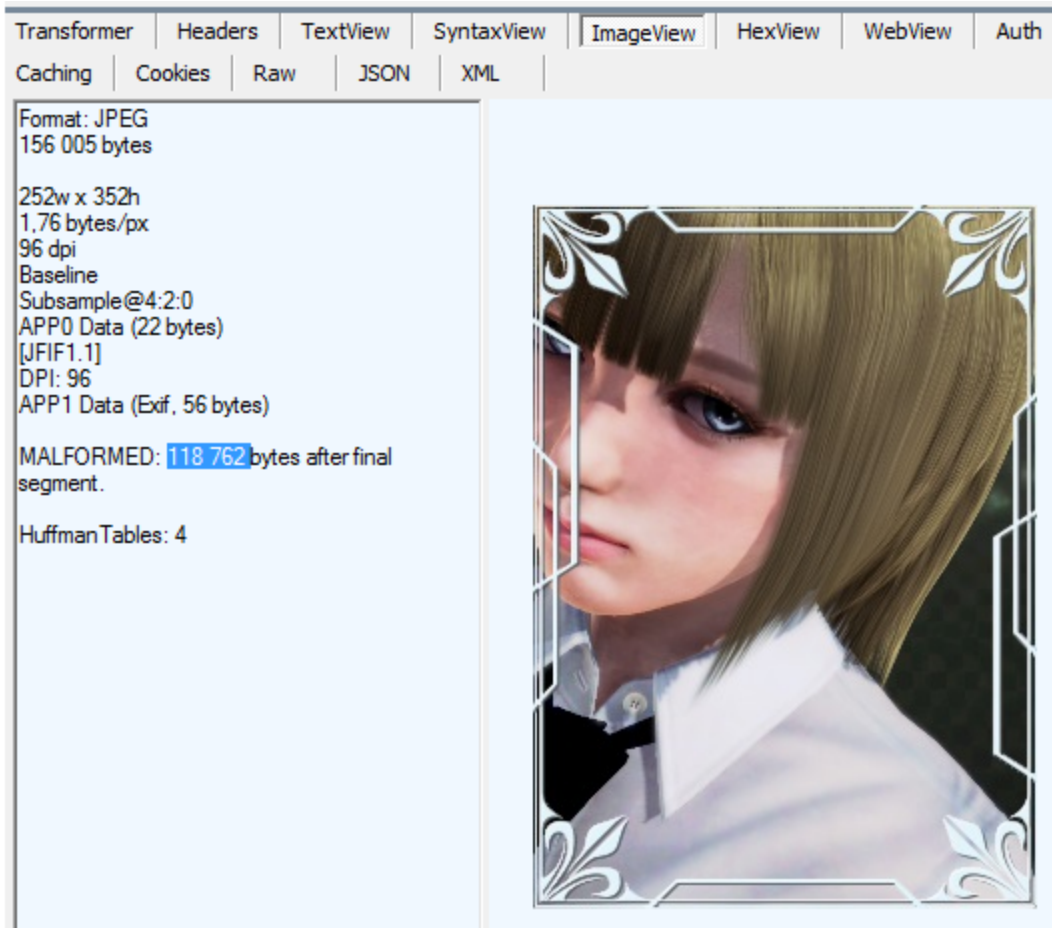 Transformer Headers TextView SyntaxView ImageView HexView WebView Auth
Caching Cookies Raw JSON XML
Format: JPEG
156 005 bytes
252w x 352h
1,76 bytes/px
96 dpi
Baseline
Subsample@4:2:0
APP0 Data (22 bytes)
[JFIF1.1]
DPI: 96
APP1 Data (Exif, 56 bytes)
MALFORMED: 118 762 bytes after final
segment.
HuffmanTables: 4